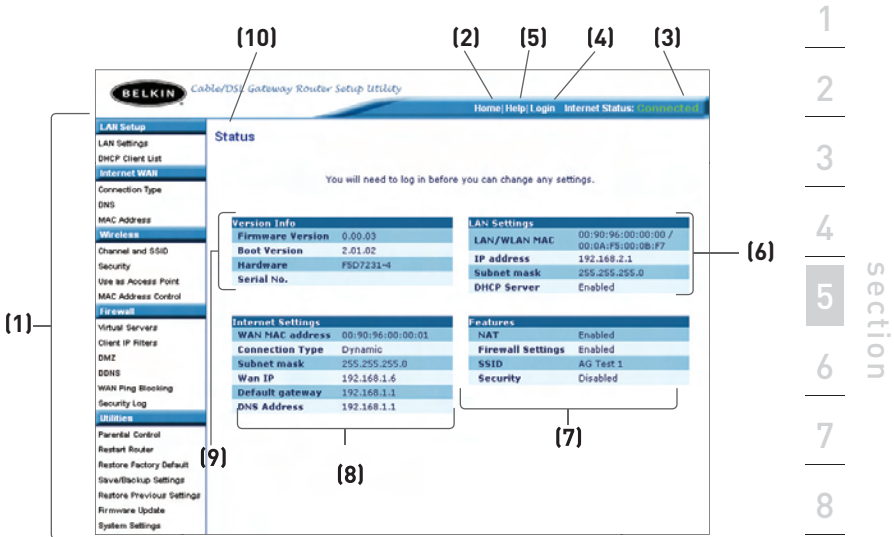 (10) (2) (5) (4) (3)
BELKIN Cable/DSL Gateway Router Setup Utility
Home| Help| Login Internet Status: Connected
(1)
LAN Setup
LAN Settings
DHCP Client List
Internet WAN
Connection Type
DNS
MAC Address
Wireless
Channel and SSID
Security
Use as Access Point
MAC Address Control
Firewall
Virtual Servers
Client IP Filters
DMZ
DDNS
WAN Ping Blocking
Security Log
Utilities
Parental Control
Restart Router
Restore Factory Default
Save/Backup Settings
Restore Previous Settings
Firmware Update
System Settings
Status
You will need to log in before you can change any settings.
Version Info
Firmware Version 0.00.03
Boot Version 2.01.02
Hardware F5D7231-4
Serial No.
(9)
LAN Settings
LAN/WLAN MAC 00:90:96:00:00:00 /
00:0A:F5:00:0B:F7
IP address 192.168.2.1
Subnet mask 255.255.255.0
DHCP Server Enabled
(6)
Internet Settings
WAN MAC address 00:90:96:00:00:01
Connection Type Dynamic
Subnet mask 255.255.255.0
Wan IP 192.168.1.6
Default gateway 192.168.1.1
DNS Address 192.168.1.1
(8)
Features
NAT Enabled
Firewall Settings Enabled
SSID AG Test 1
Security Disabled
(7)
1
2
3
4
5
6
7
8
section